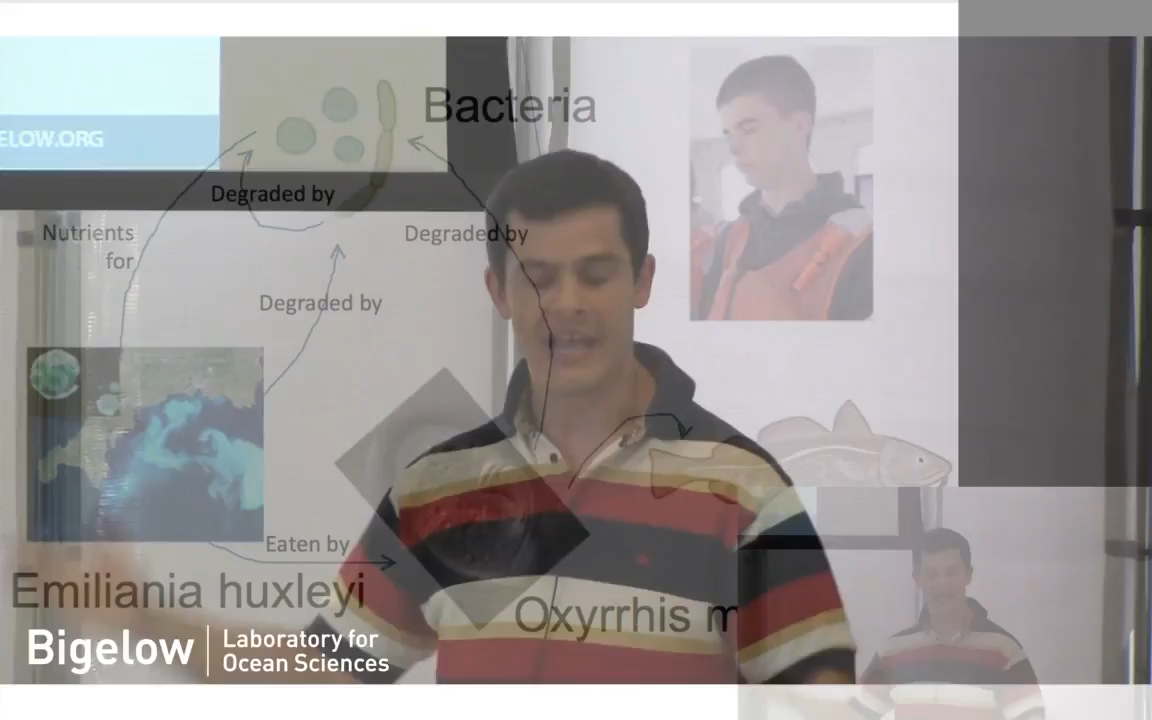 Bacteria
ELOW.ORG
Degraded by
Nutrients
for
Degraded by
Degraded by
Eaten by
Emiliania huxleyi
Oxyrrhis m
Bigelow
Laboratory for
Ocean Sciences